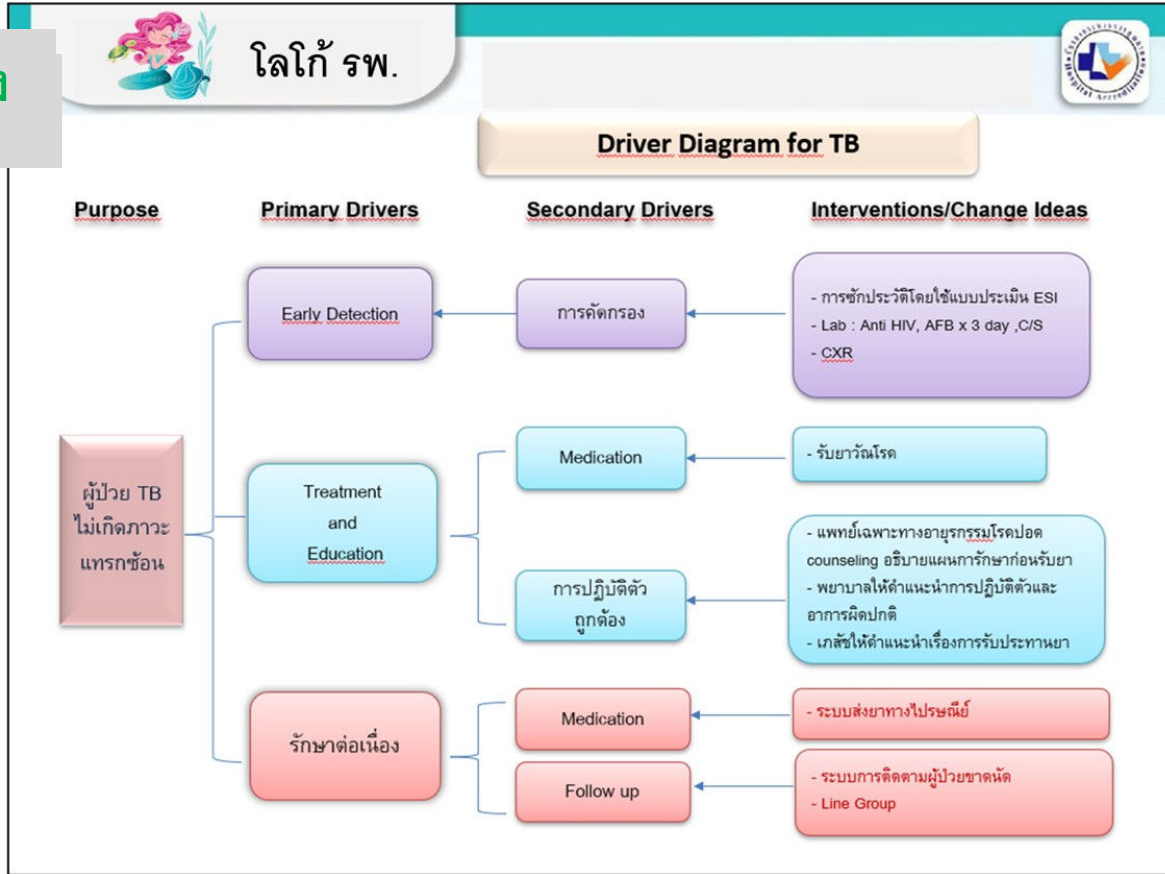 โลโก้ รพ.
Driver Diagram for TB
Purpose
Primary Drivers
Secondary Drivers
Interventions/Change Ideas
ผู้ป่วย TB
ไม่เกิดภาวะ
แทรกซ้อน
Early Detection
การคัดกรอง
- การซักประวัติโดยใช้แบบประเมิน ESI
- Lab : Anti HIV, AFB x 3 day ,C/S
- CXR
Treatment
and
Education
Medication
- รับยาวัณโรค
การปฏิบัติตัว
ถูกต้อง
- แพทย์เฉพาะทางอายุรกรรมโรคปอด
counseling อธิบายแผนการักษาก่อนรับยา
- พยาบาลให้คำแนะนำการปฏิบัติตัวและ
อาการผิดปกติ
- เภสัชให้คำแนะนำเรื่องการรับประทานยา
รักษาต่อเนื่อง
Medication
- ระบบส่งยาทางไปรษณีย์
Follow up
- ระบบการติดตามผู้ป่วยขาดนัด
- Line Group